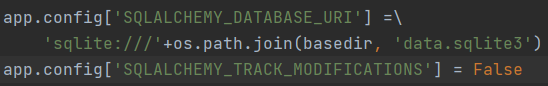 app.config['SQLALCHEMY_DATABASE_URI'] =\
    'sqlite:///'+os.path.join(basedir, 'data.sqlite3')
app.config['SQLALCHEMY_TRACK_MODIFICATIONS'] = False